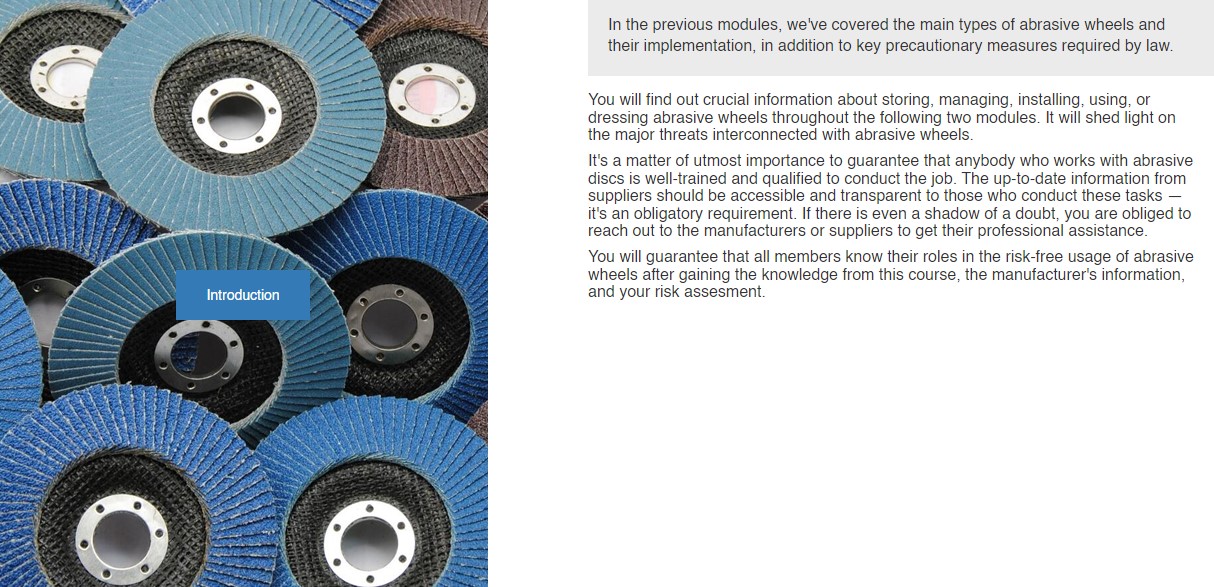 Introduction
In the previous modules, we've covered the main types of abrasive wheels and
their implementation, in addition to key precautionary measures required by law.
You will find out crucial information about storing, managing, installing, using, or
dressing abrasive wheels throughout the following two modules. It will shed light on
the major threats interconnected with abrasive wheels.
It's a matter of utmost importance to guarantee that anybody who works with abrasive
discs is well-trained and qualified to conduct the job. The up-to-date information from
suppliers should be accessible and transparent to those who conduct these tasks —
it's an obligatory requirement. If there is even a shadow of a doubt, you are obliged to
reach out to the manufacturers or suppliers to get their professional assistance.
You will guarantee that all members know their roles in the risk-free usage of abrasive
wheels after gaining the knowledge from this course, the manufacturer's information,
and your risk assesment.